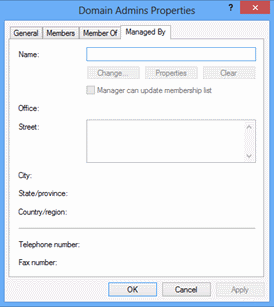 Domain Admins Properties
? X
General Members Member Of Managed By
Name:
Change... Properties Clear
Manager can update membership list
Office:
Street:
City:
State/province:
Country/region:
Telephone number:
Fax number:
OK Cancel Apply